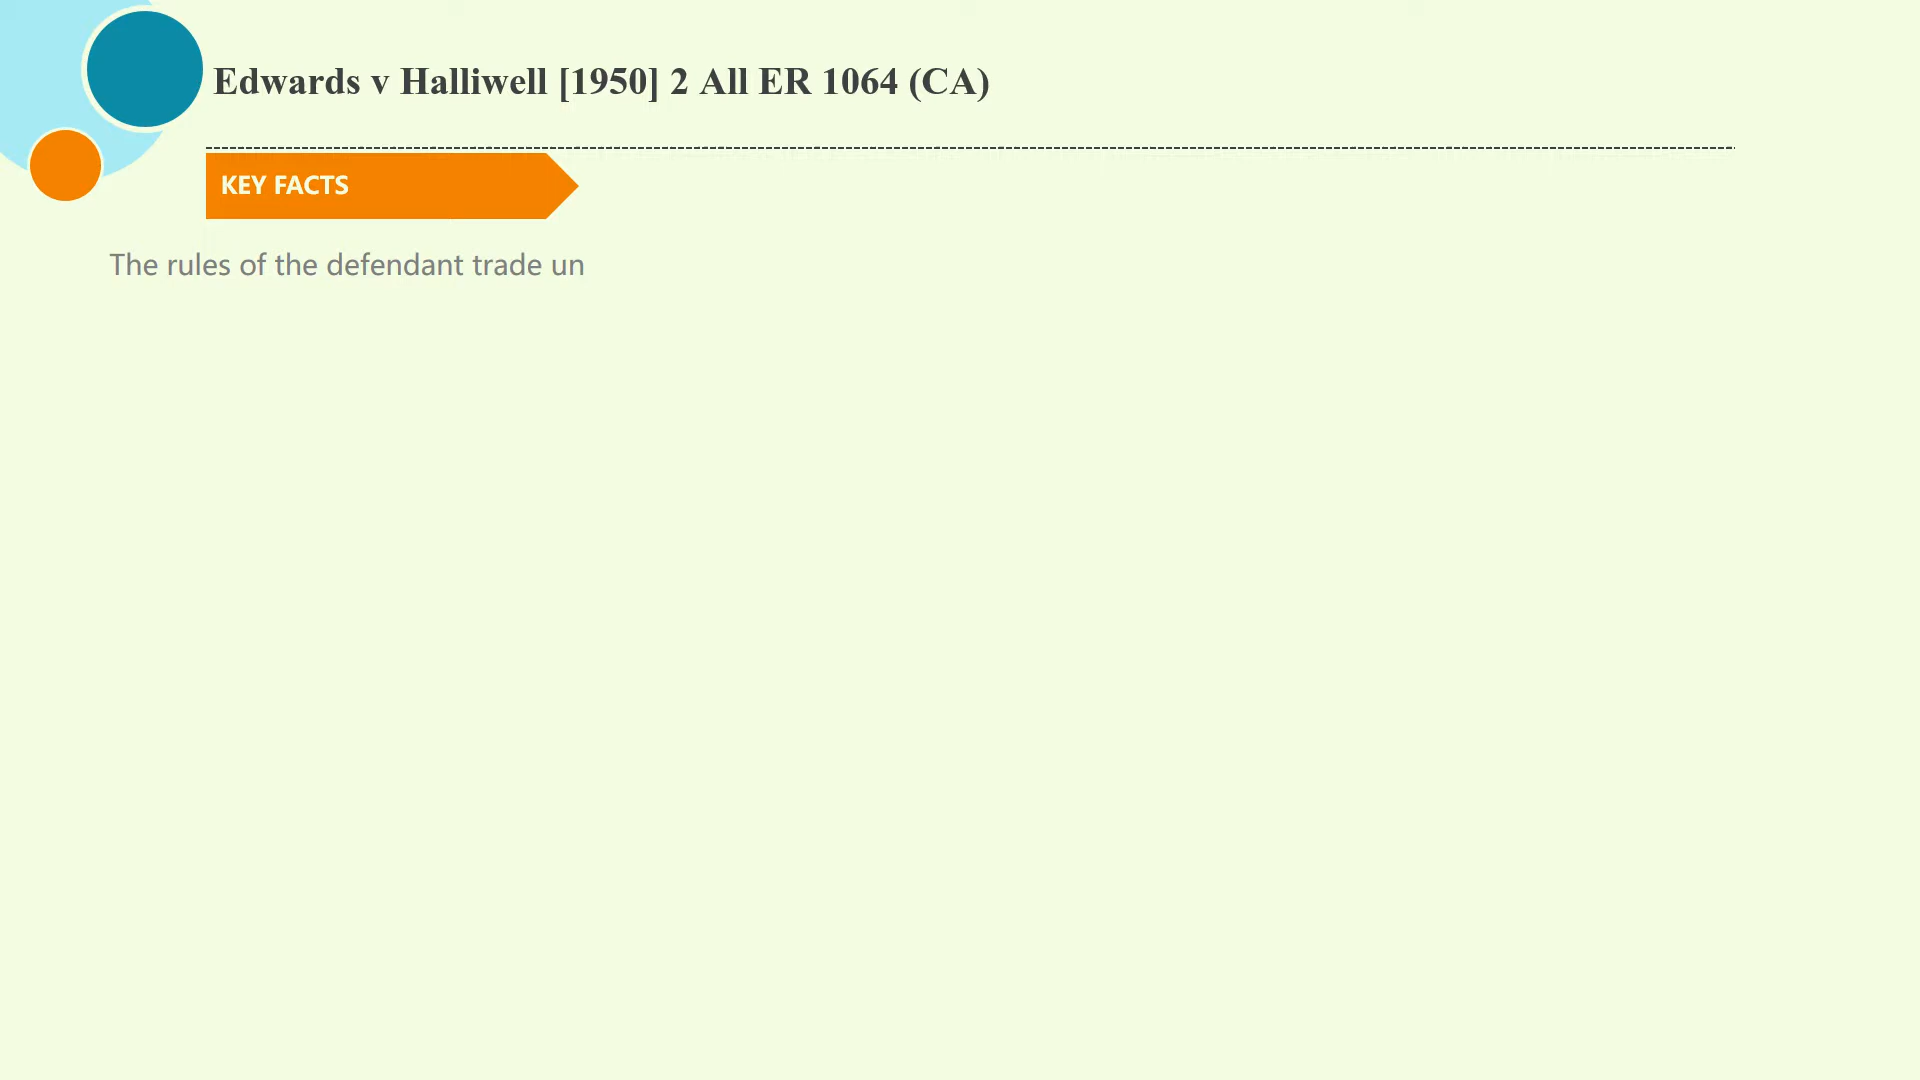 Edwards v Halliwell [1950] 2 All ER 1064 (CA)
KEY FACTS
The rules of the defendant trade un